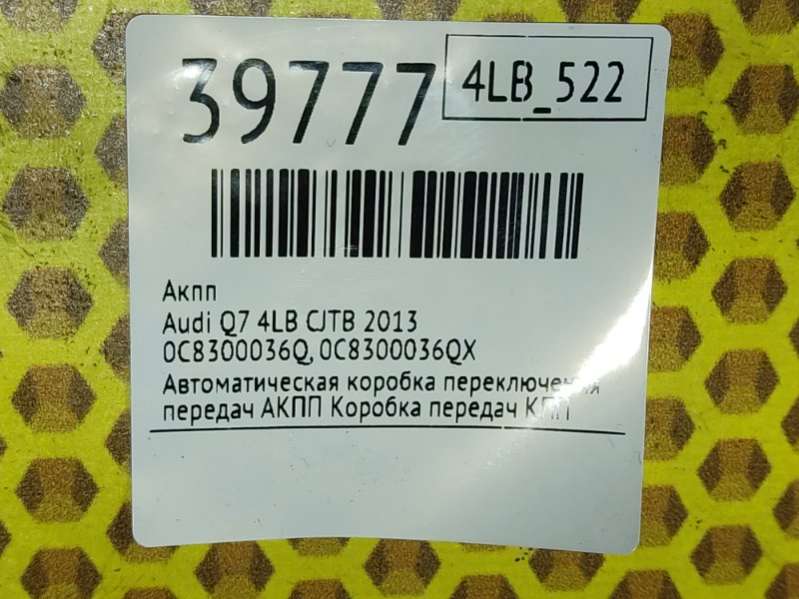 39777
4LB_522
Акпп
Audi Q7 4LB CJTB 2013
0C8300036Q, 0C8300036QX
Автоматическая коробка переключения
передач АКПП Коробка передач КПП